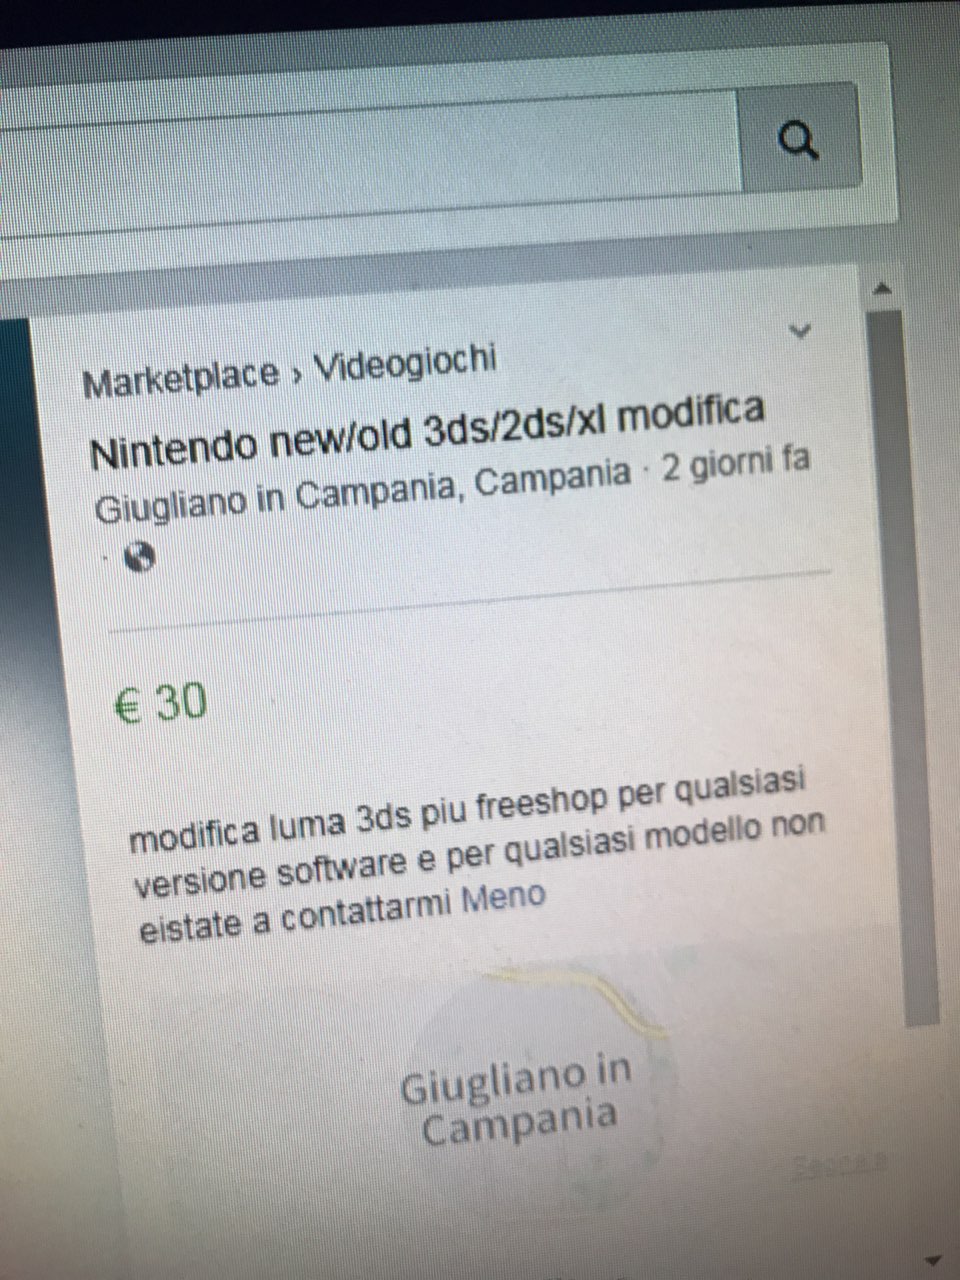 Marketplace › Videogiochi
Nintendo new/old 3ds/2ds/xl modifica
Giugliano in Campania, Campania · 2 giorni fa
·
€ 30
modifica luma 3ds piu freeshop per qualsiasi
versione software e per qualsiasi modello non
eistate a contattarmi Meno
Giugliano in
Campania